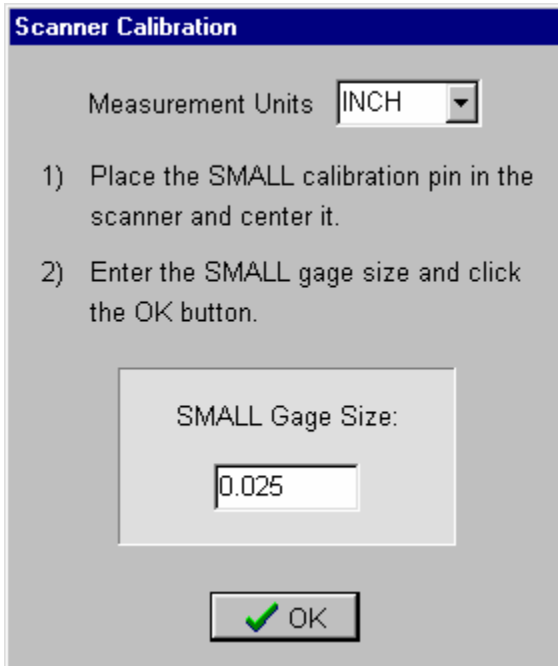 Scanner Calibration
Measurement Units INCH
1) Place the SMALL calibration pin in the
scanner and center it.
2) Enter the SMALL gage size and click
the OK button.
SMALL Gage Size:
0.025
OK